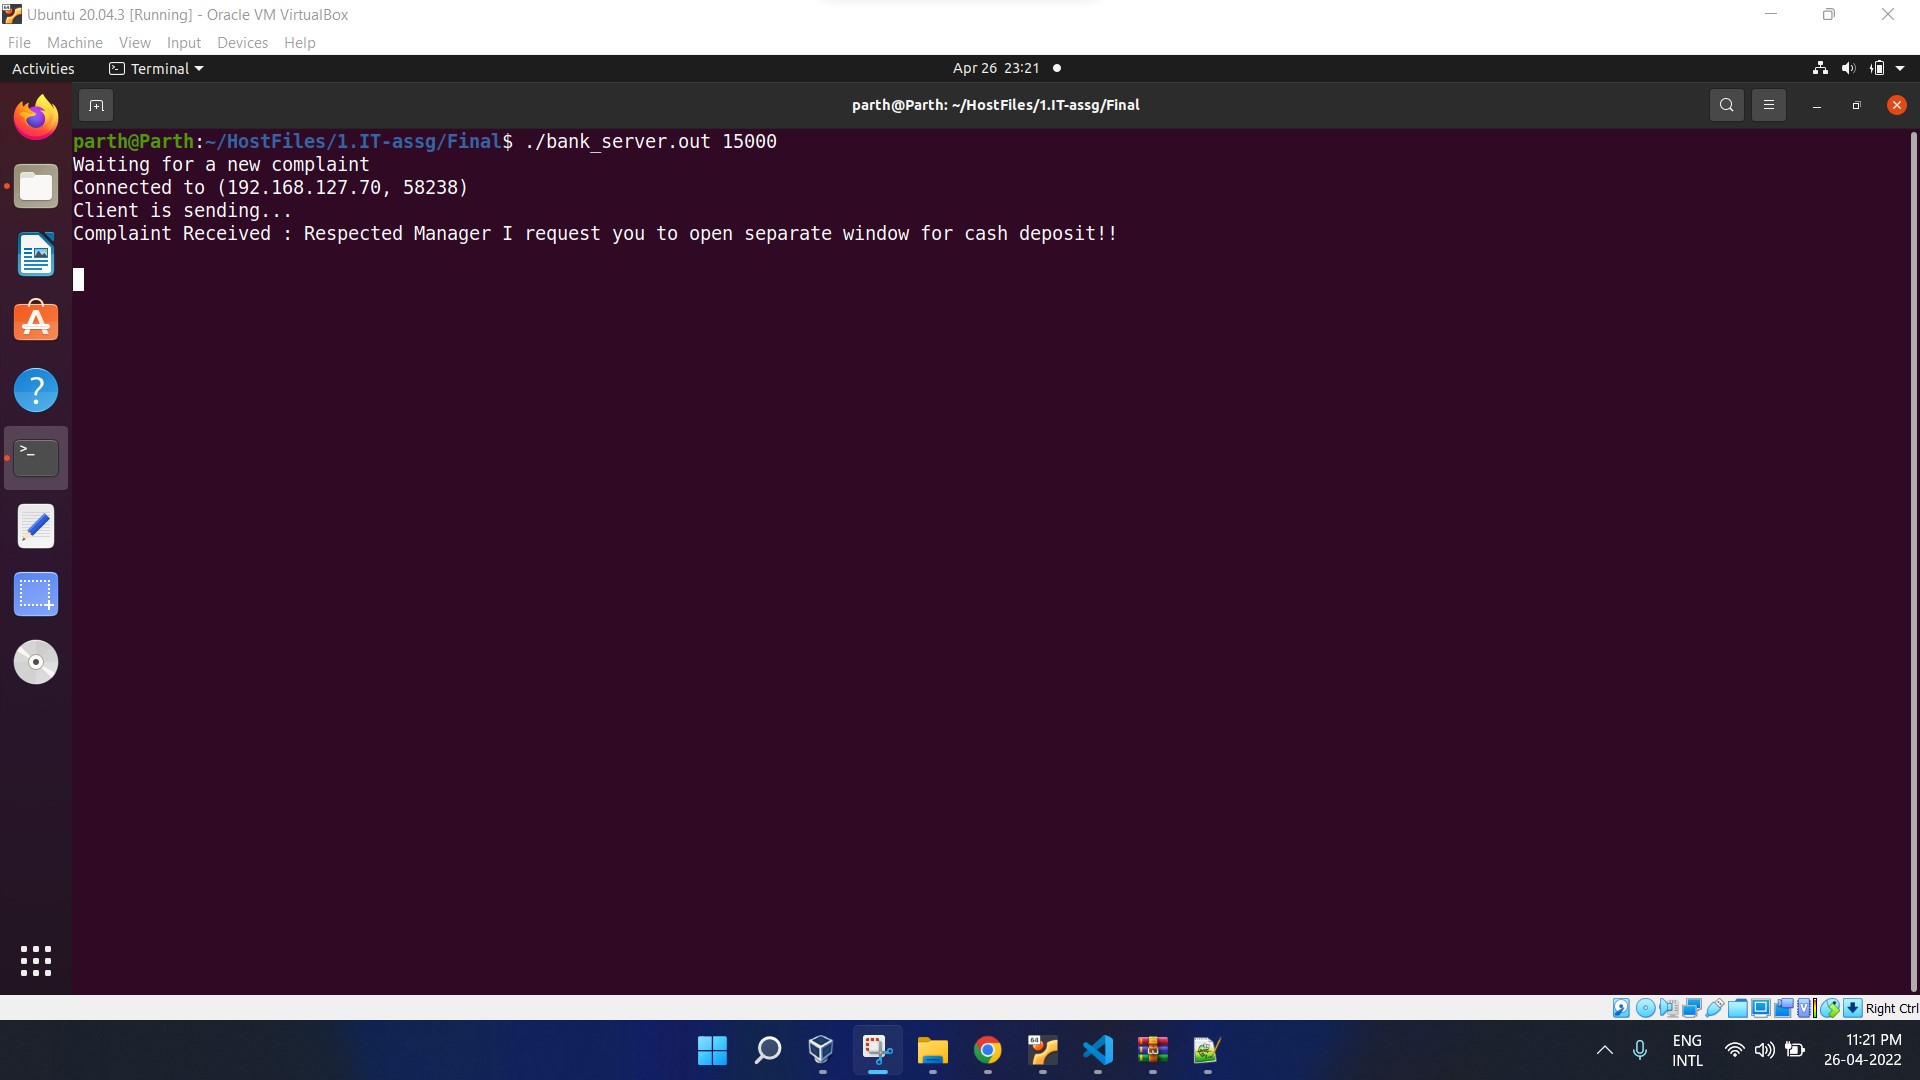 Ubuntu 20.04.3 [Running] - Oracle VM VirtualBox
File Machine View Input Devices Help
Activities Terminal Apr 26 23:21
parth@Parth: ~/HostFiles/1.IT-assg/Final
parth@Parth:~/HostFiles/1.IT-assg/Final$ ./bank_server.out 15000
Waiting for a new complaint
Connected to (192.168.127.70, 58238)
Client is sending...
Complaint Received : Respected Manager I request you to open separate window for cash deposit!!
Right Ctrl
ENG
INTL
11:21 PM
26-04-2022